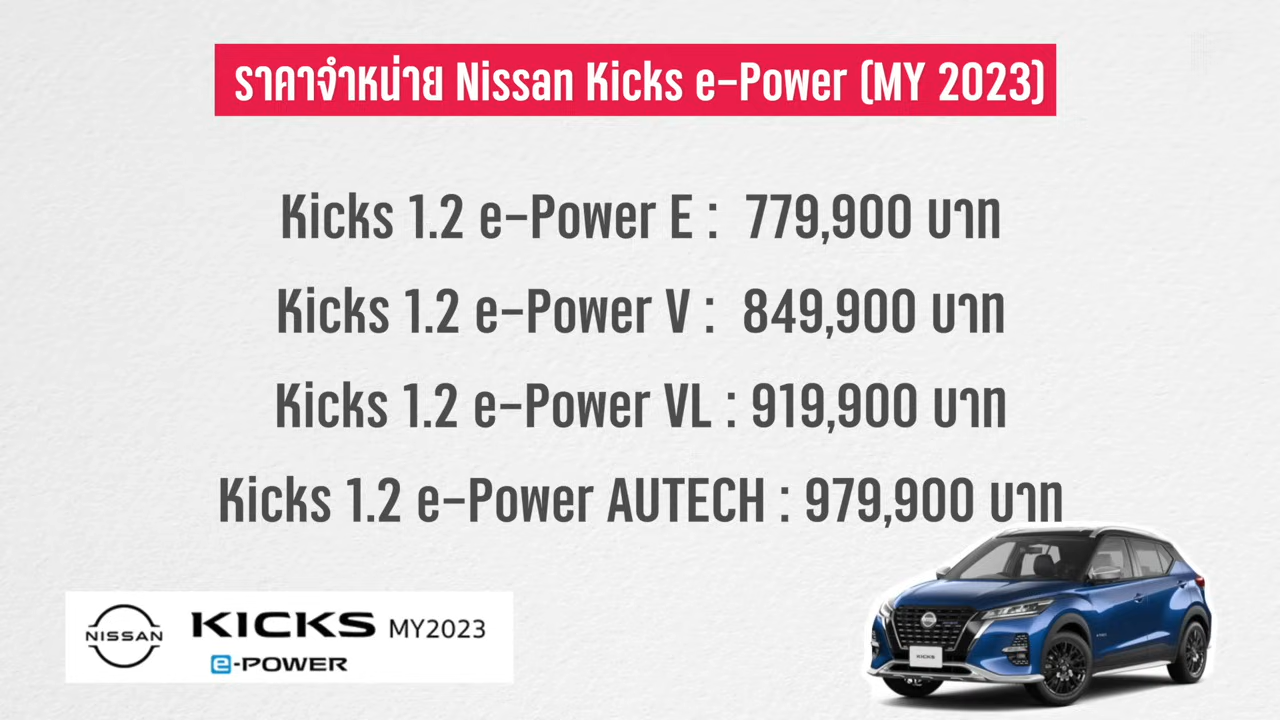 ราคาจำหน่าย Nissan Kicks e-Power (MY 2023)
Kicks 1.2 e-Power E : 779,900 บาท
Kicks 1.2 e-Power V : 849,900 บาท
Kicks 1.2 e-Power VL : 919,900 บาท
Kicks 1.2 e-Power AUTECH : 979,900 บาท
NISSAN
KICKS MY2023
e-POWER
KICKS